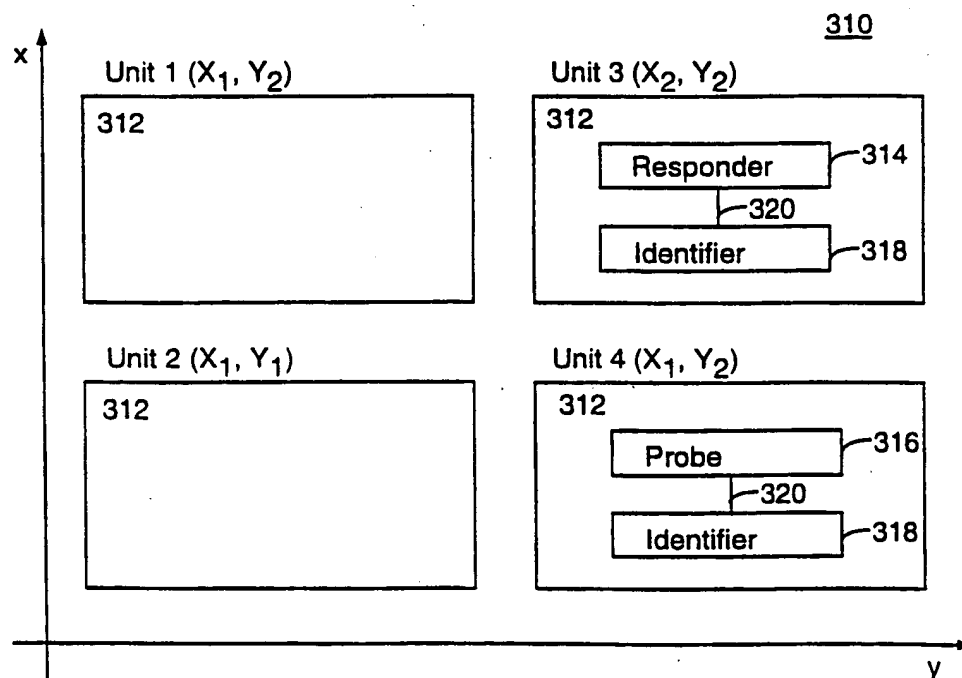 310
x
Unit 1 (X₁, Y₂)
312
Unit 3 (X₂, Y₂)
312
Responder
314
320
Identifier
318
Unit 2 (X₁, Y₁)
312
Unit 4 (X₁, Y₂)
312
Probe
316
320
Identifier
318
y